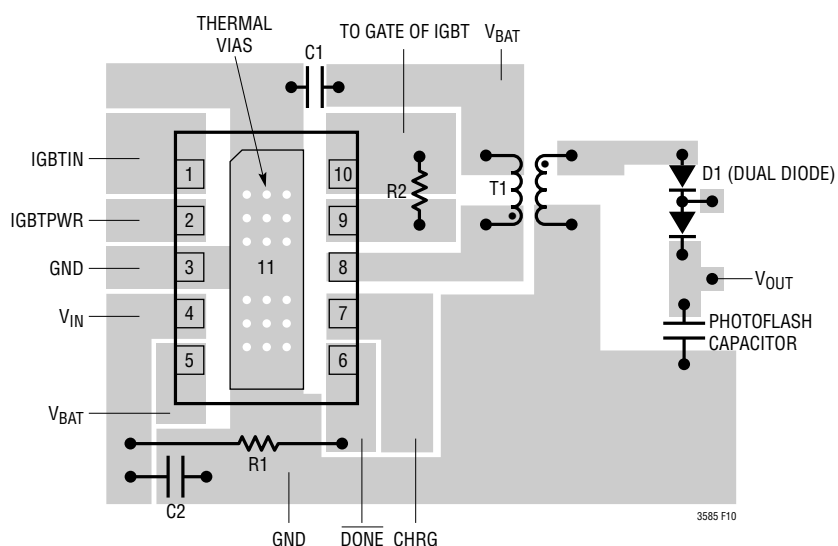 THERMAL
VIAS
C1
TO GATE OF IGBT
VBAT
IGBTIN
1
10
R2
T1
D1 (DUAL DIODE)
IGBTPWR
2
9
GND
3
11
8
VOUT
VIN
4
7
PHOTOFLASH
CAPACITOR
5
6
VBAT
R1
C2
GND
DONE
CHRG
3585 F10